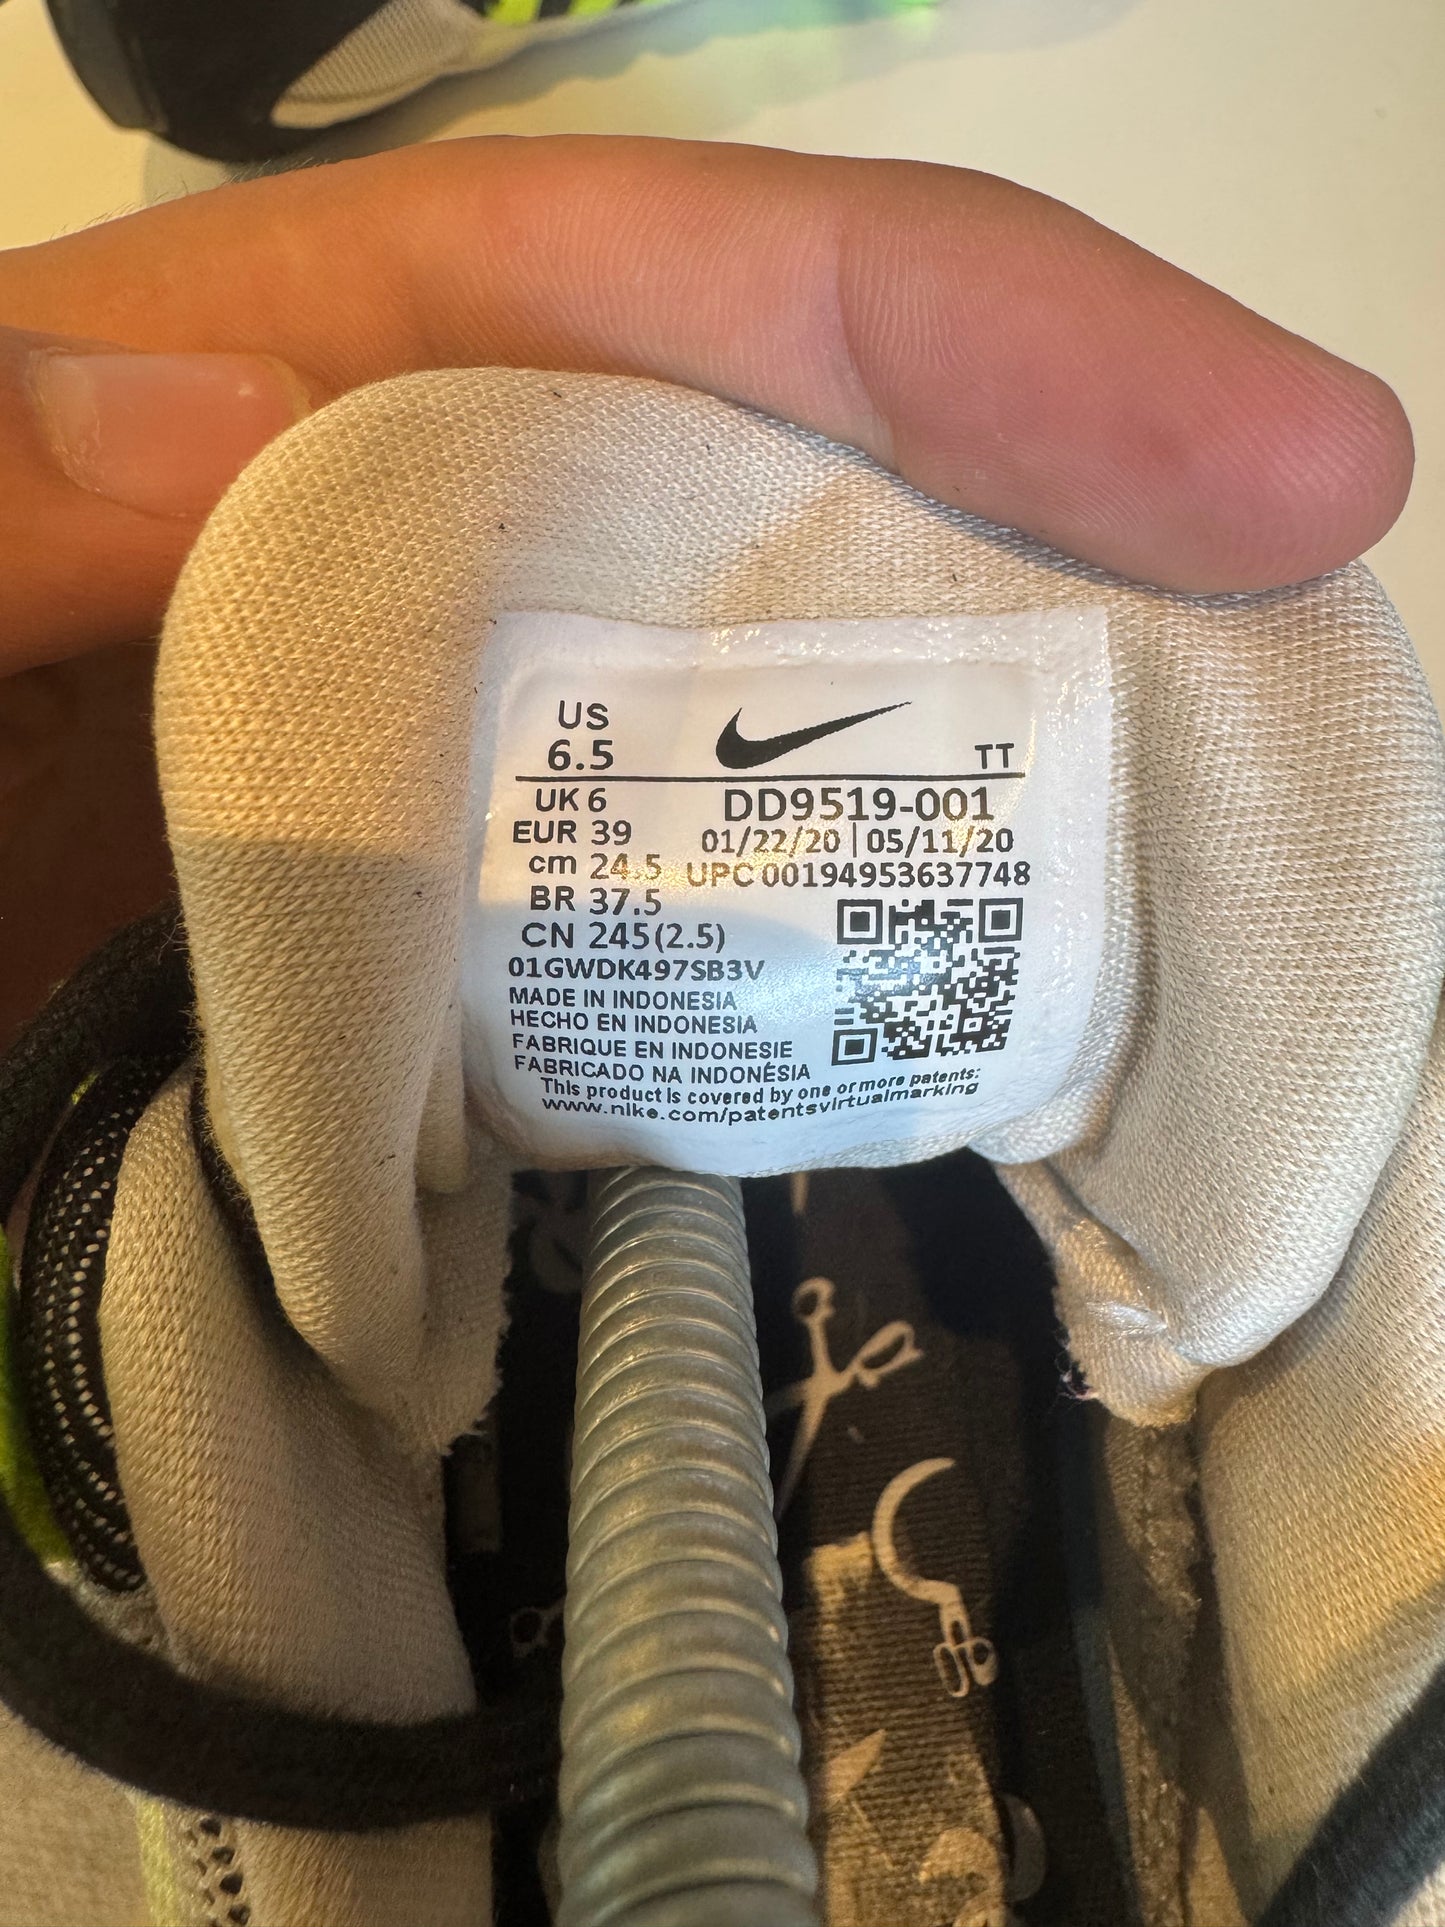 US
6.5
TT
UK 6
EUR 39
cm 24.5
BR 37.5
CN 245(2.5)
DD9519-001
01/22/20 | 05/11/20
UPC 00194953637748
01GWDK497SB3V
MADE IN INDONESIA
HECHO EN INDONESIA
FABRIQUE EN INDONESIE
FABRICADO NA INDONÉSIA
This product is covered by one or more patents:
www.nike.com/patentsvirtualmarking